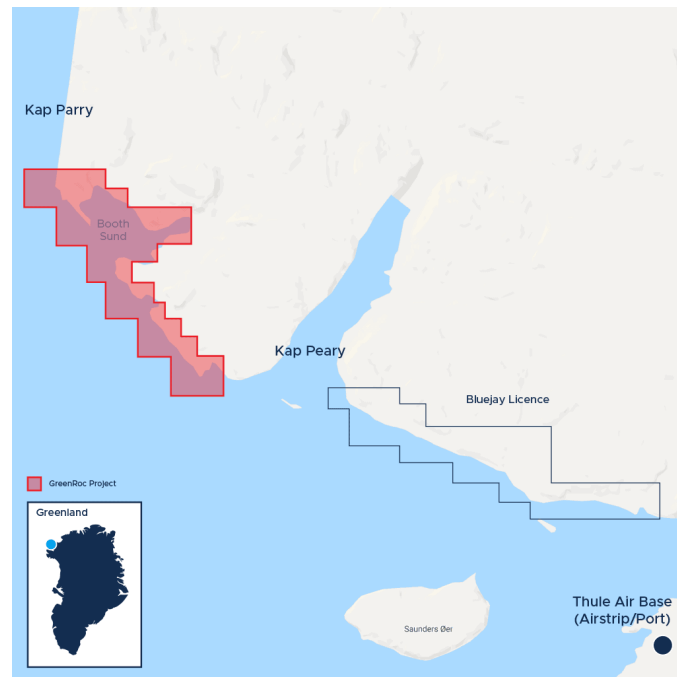 Kap Parry
Booth
Sund
Kap Peary
Bluejay Licence
GreenRoc Project
Greenland
Thule Air Base
(Airstrip/Port)
Saunders Øer